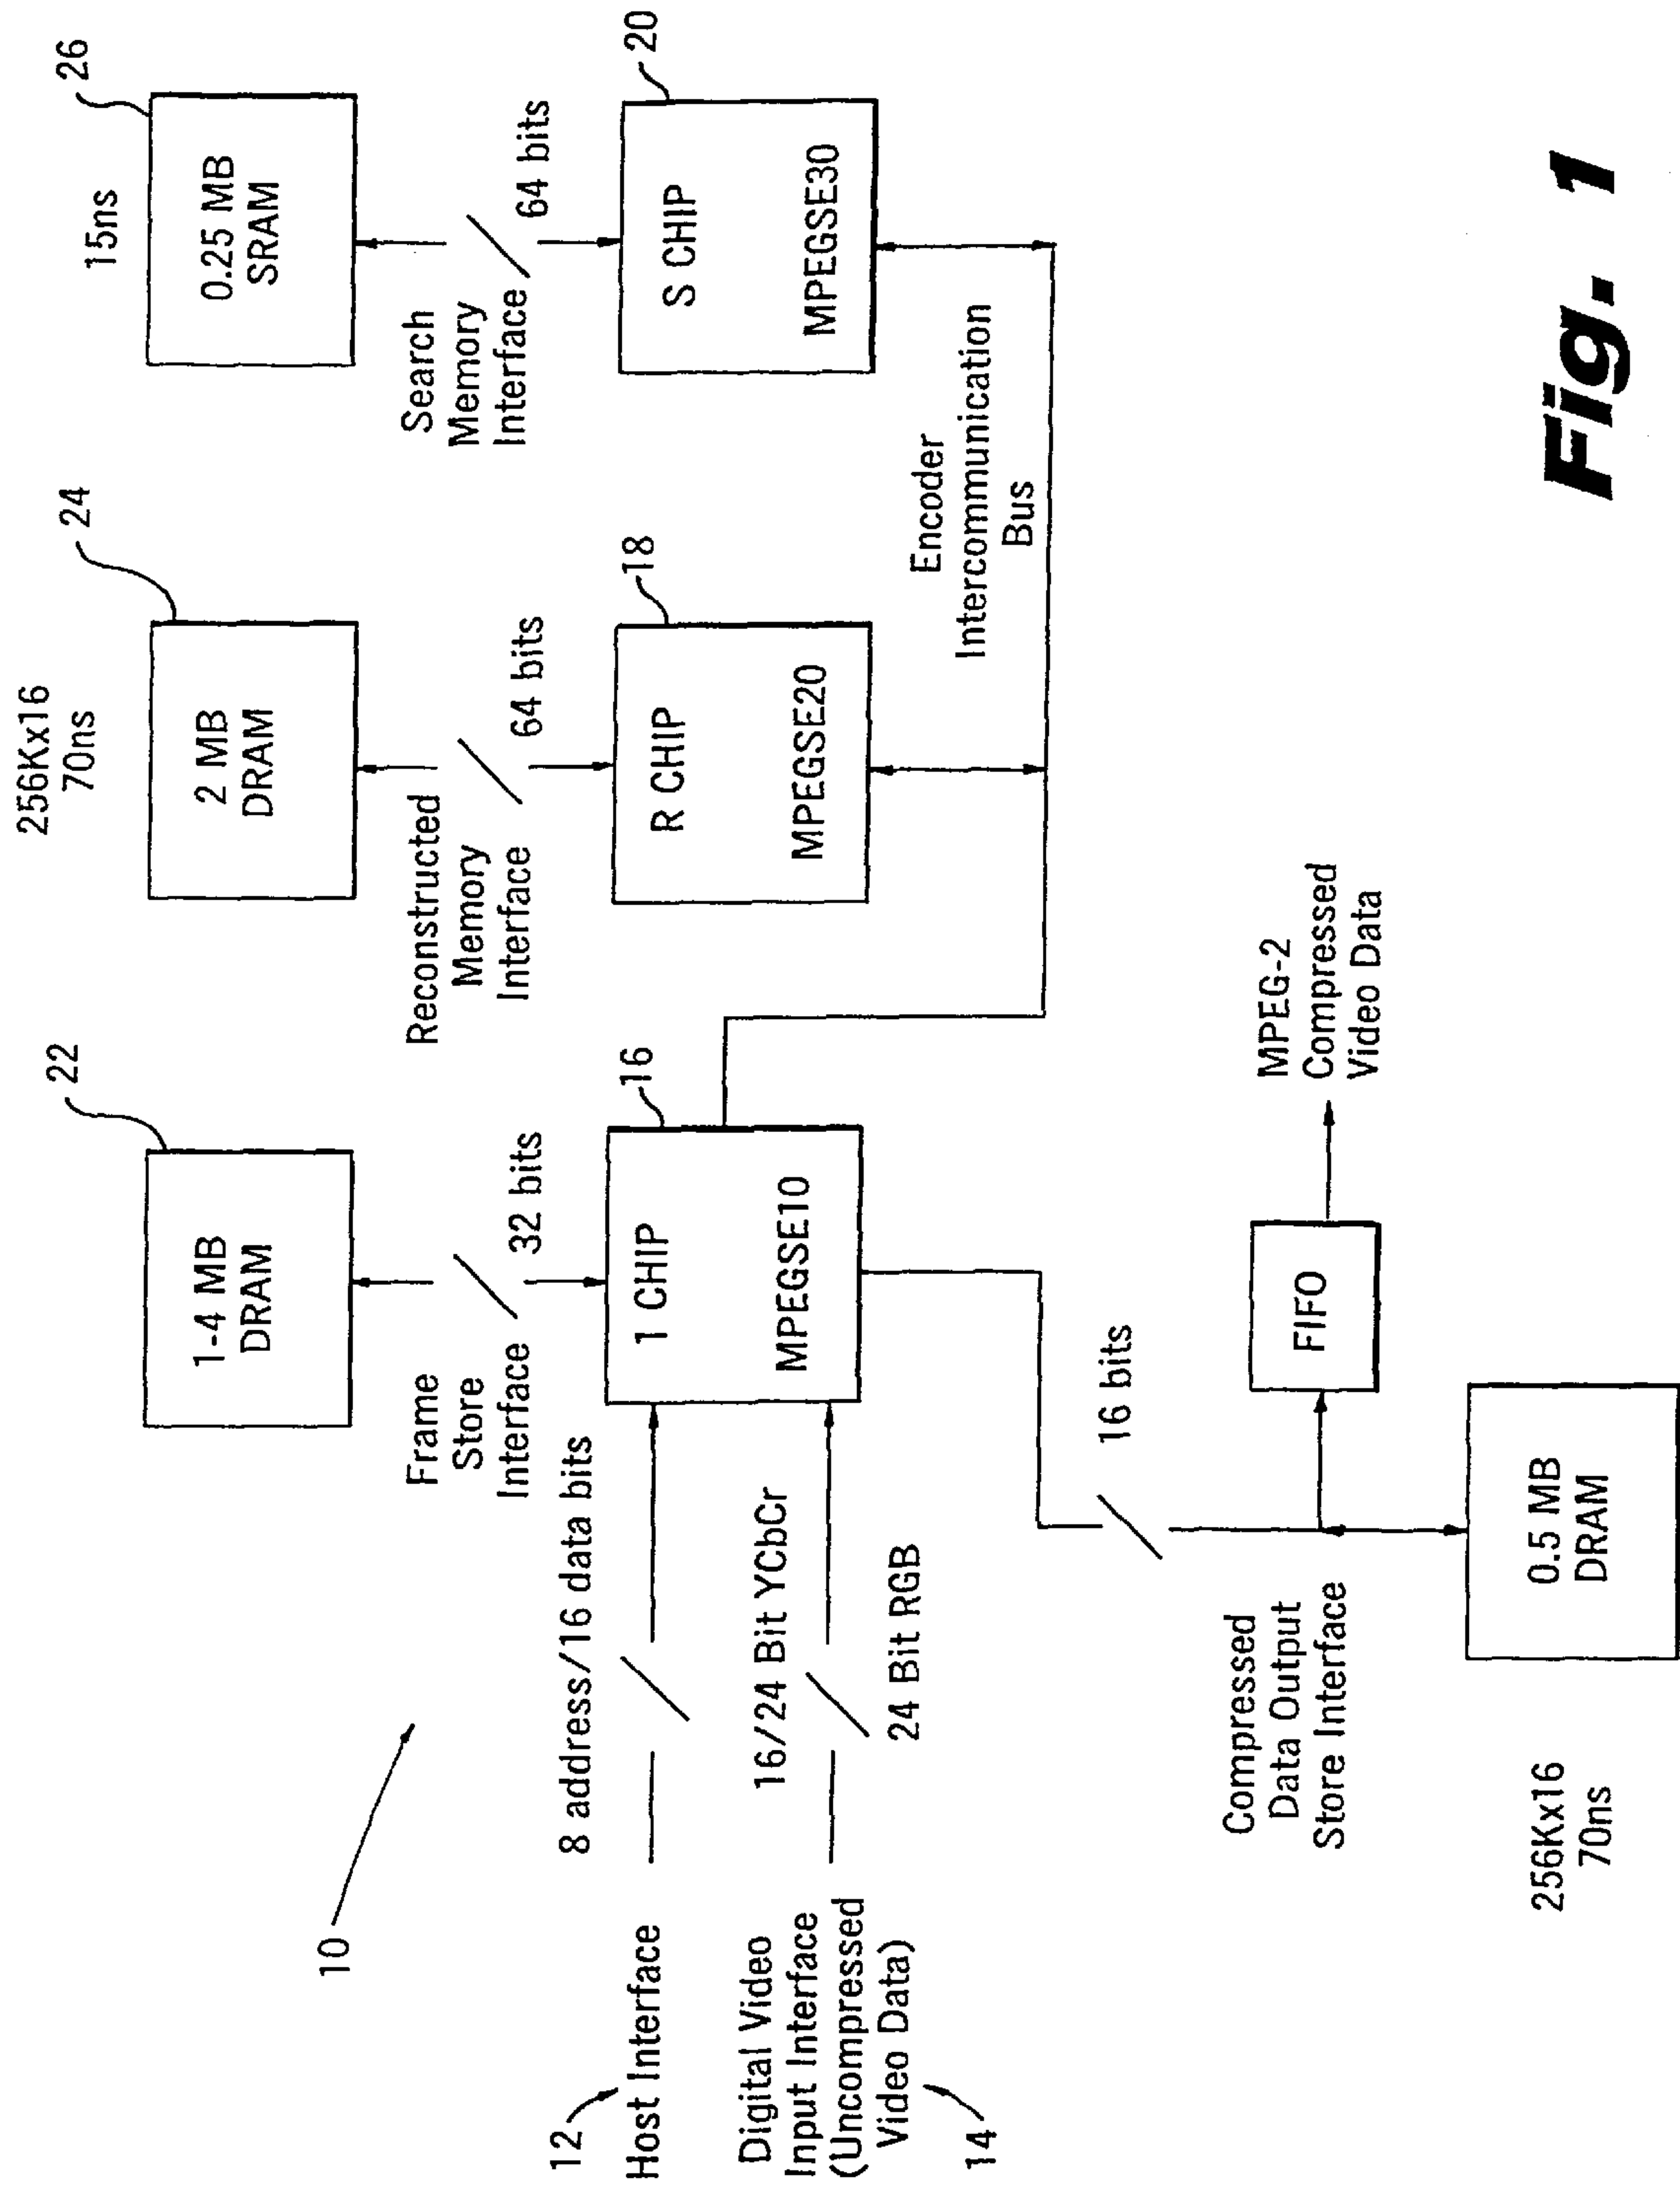 256Kx16
70ns
15ns
22
24
26
1-4 MB
DRAM
2 MB
DRAM
0.25 MB
SRAM
Frame
Store
Interface
32 bits
Reconstructed
Memory
Interface
64 bits
Search
Memory
Interface
64 bits
10
8 address/16 data bits
16
18
20
1 CHIP
MPEGSE10
R CHIP
MPEGSE20
S CHIP
MPEGSE30
12
Host Interface
16/24 Bit YCbCr
24 Bit RGB
Digital Video
Input Interface
(Uncompressed
Video Data)
14
Encoder
Intercommunication
Bus
16 bits
Compressed
Data Output
Store Interface
FIFO
MPEG-2
Compressed
Video Data
0.5 MB
DRAM
256Kx16
70ns
Fig. 1